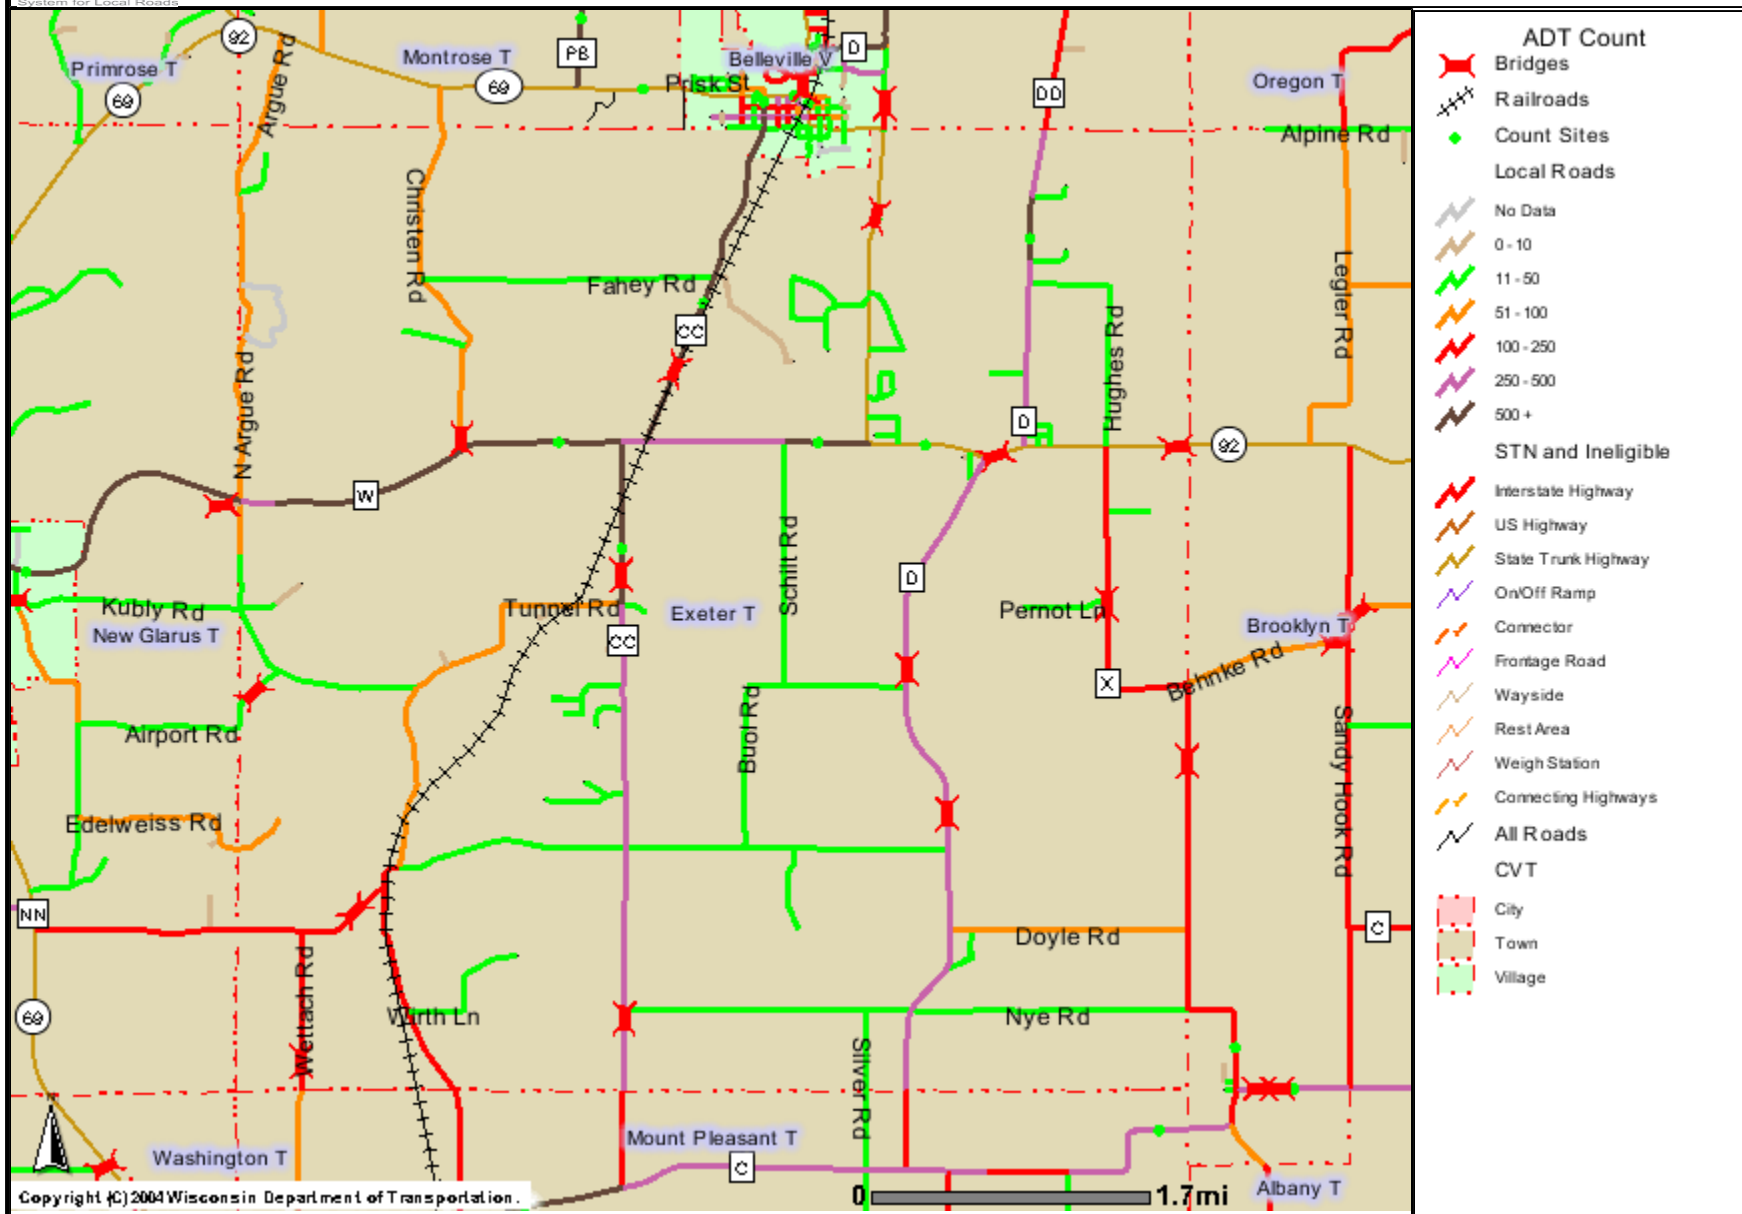 System for Local Roads
92
Argue Rd
Primrose T
69
Montrose T
69
PB
Prisk St
Belleville V
D
DD
Oregon T
Alpine Rd
Christen Rd
Fahey Rd
CC
Hughes Rd
Legler Rd
N Argue Rd
D
92
W
Schilt Rd
D
Kubly Rd
New Glarus T
Tunnel Rd
Exeter T
CC
Pernot Ln
Brooklyn T
Behnke Rd
X
Airport Rd
Buol Rd
Sandy Hook Rd
Edelweiss Rd
NN
C
Doyle Rd
Wettach Rd
Wirth Ln
Nye Rd
69
Silver Rd
Washington T
Mount Pleasant T
C
Albany T
Copyright (C) 2004 Wisconsin Department of Transportation.
0 1.7mi
ADT Count
Bridges
Railroads
Count Sites
Local Roads
No Data
0 - 10
11 - 50
51 - 100
100 - 250
250 - 500
500 +
STN and Ineligible
Interstate Highway
US Highway
State Trunk Highway
On/Off Ramp
Connector
Frontage Road
Wayside
Rest Area
Weigh Station
Connecting Highways
All Roads
CVT
City
Town
Village